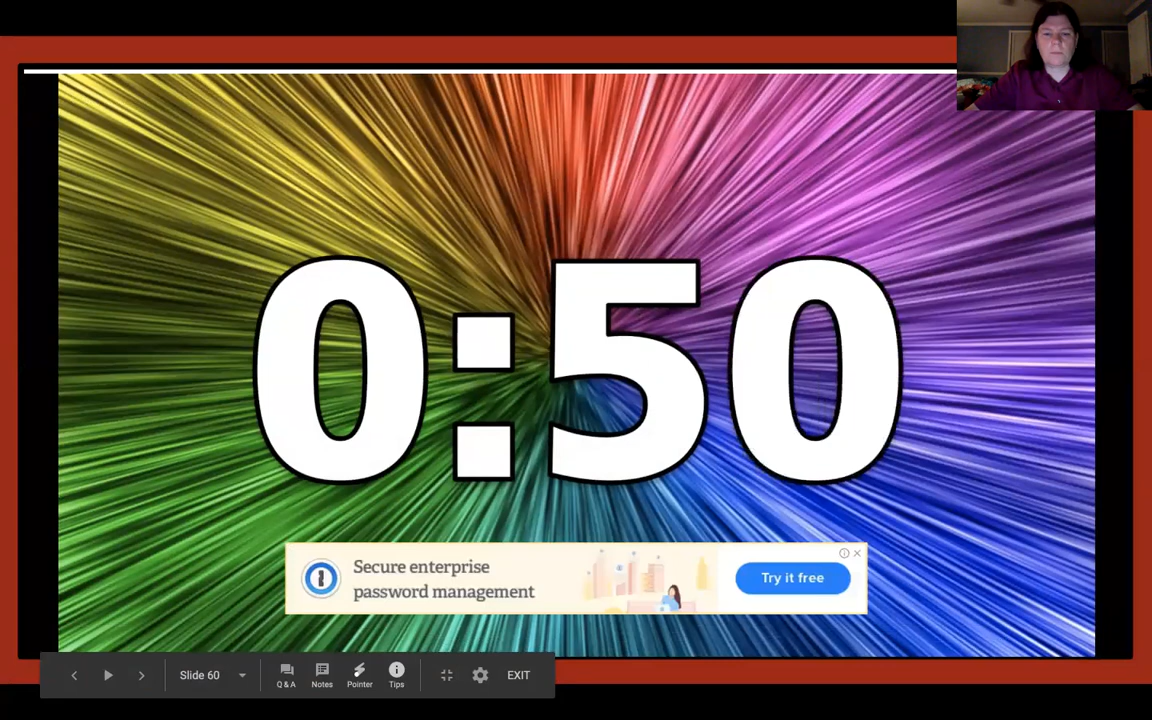 0:50
Secure enterprise
password management
Try it free
Slide 60
Q & A
Notes
Pointer
Tips
EXIT